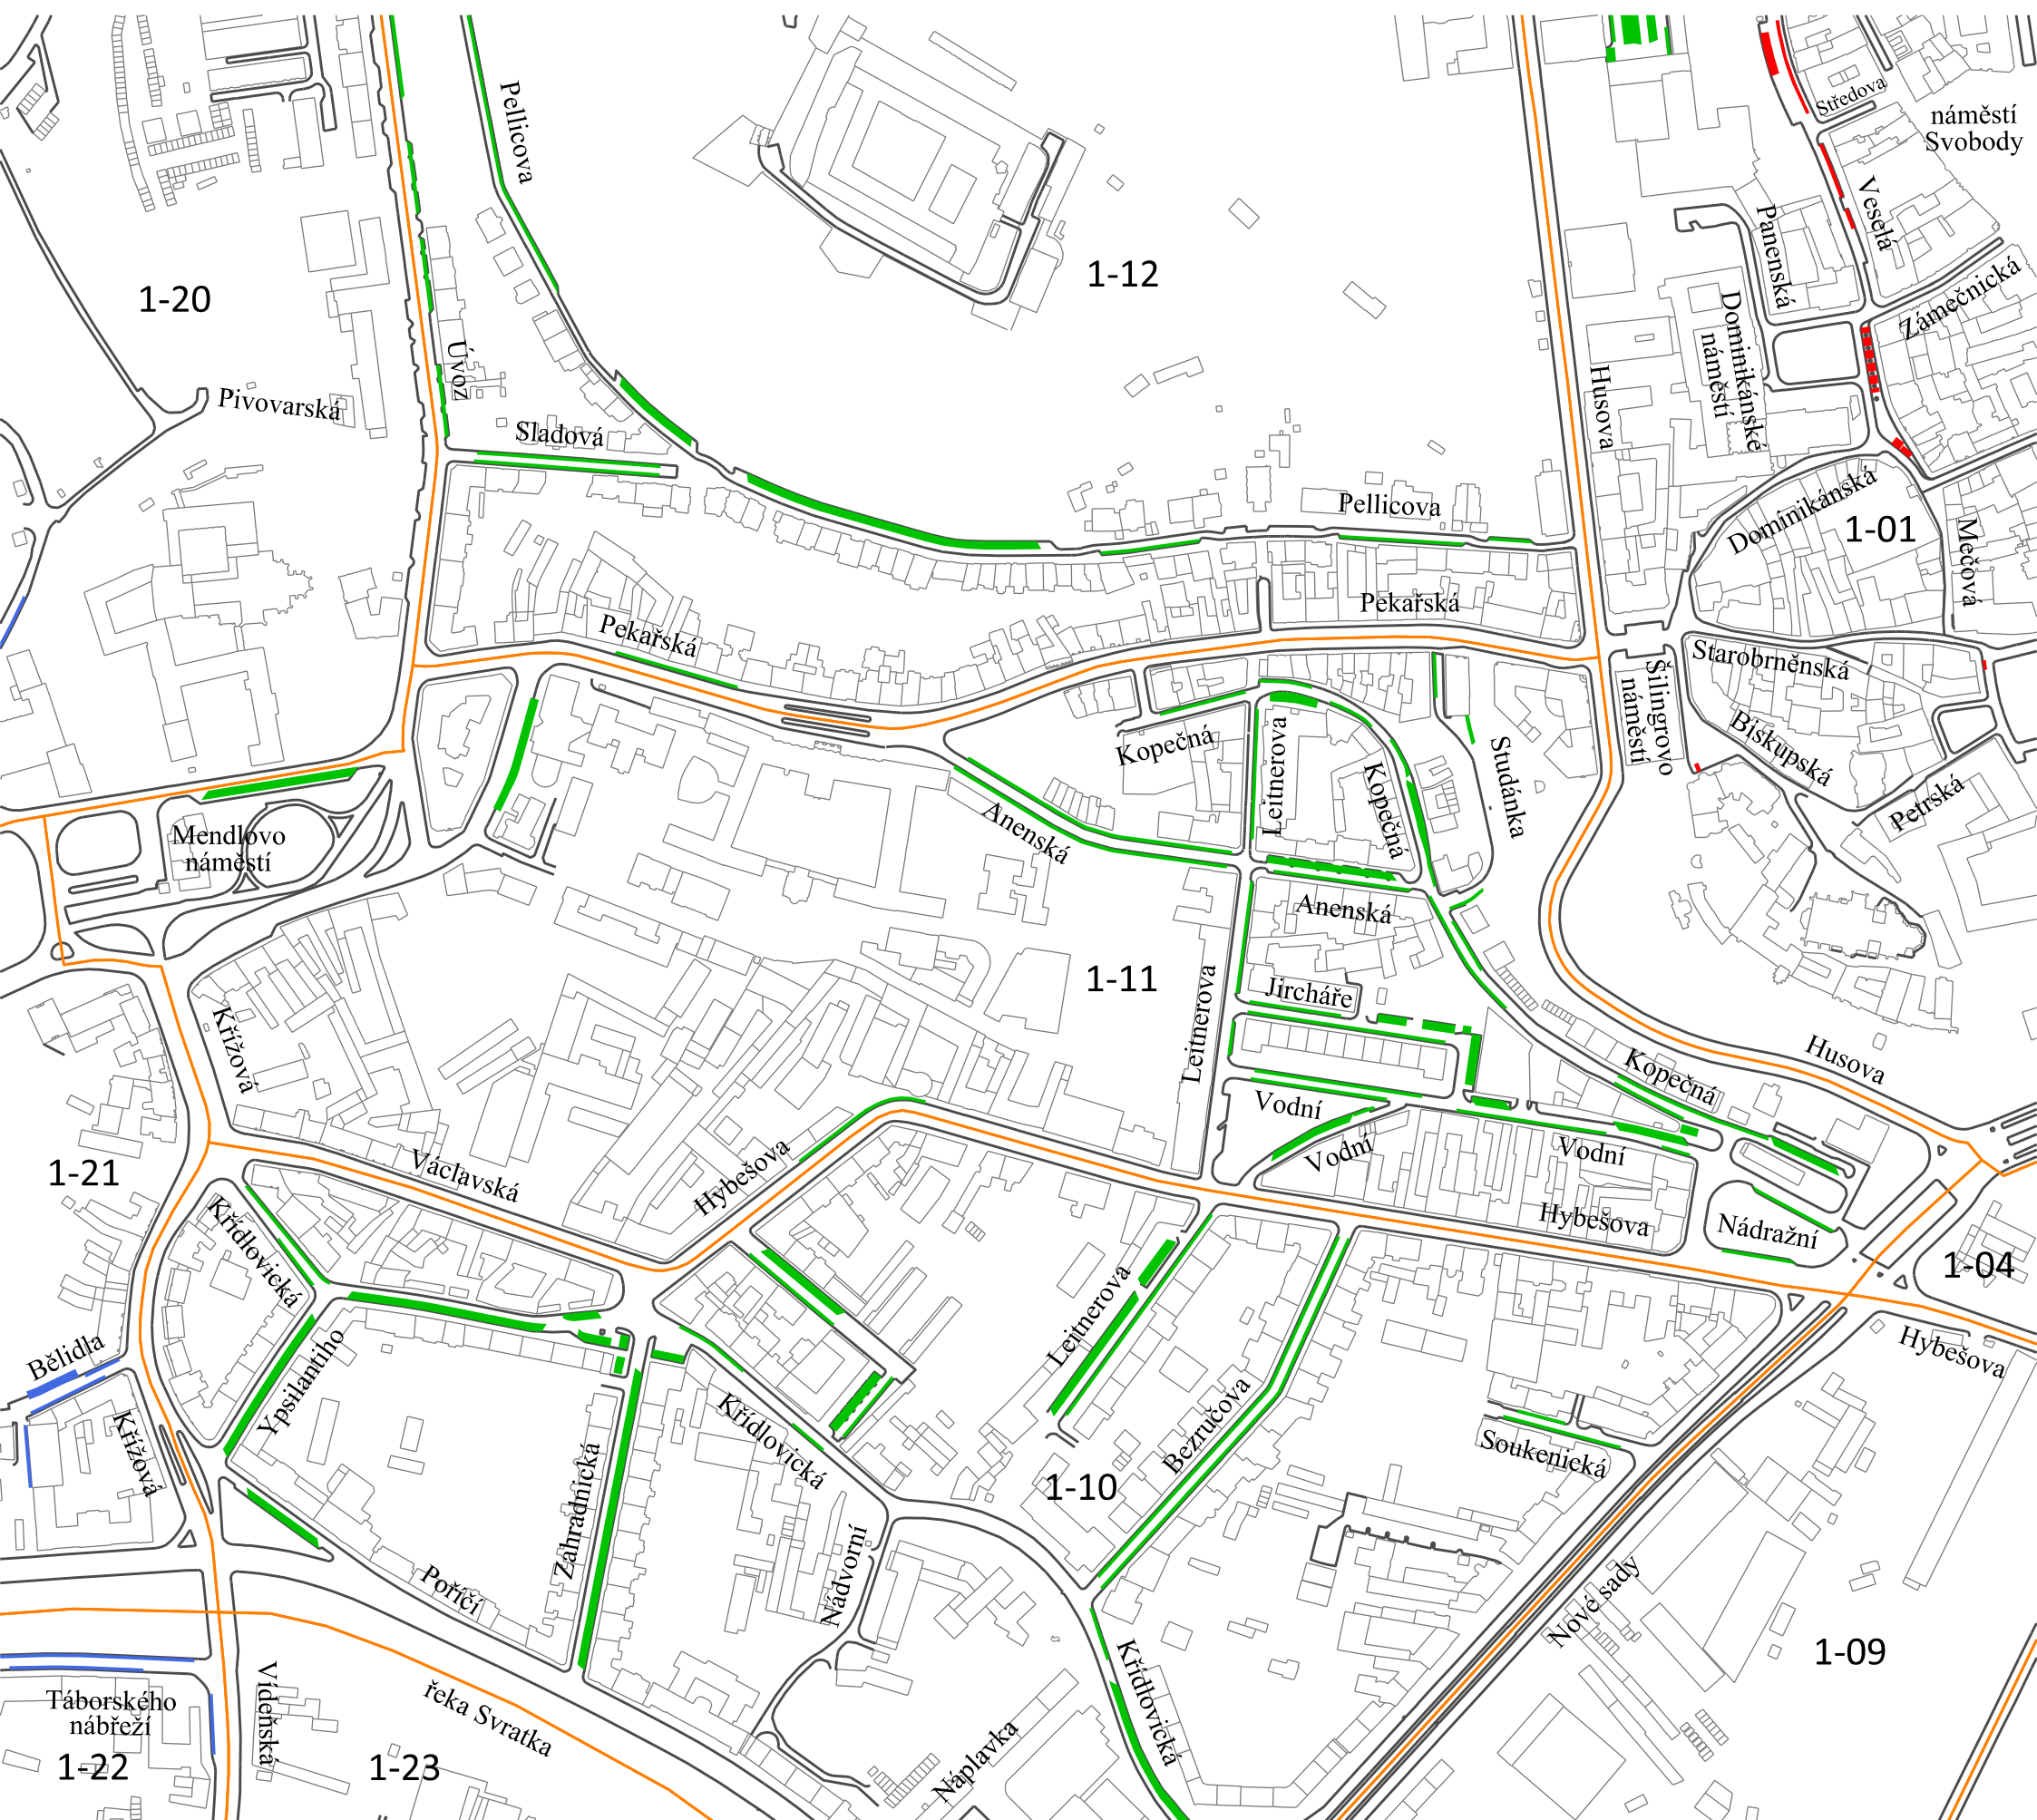 Pellicova
Středova
náměstí
Svobody
Veselá
Panenská
1-12
Zámečnická
1-20
Dominikánské
náměstí
Úvoz
Husova
Pivovarská
Sladová
Pellicova
Dominikánská
1-01
Mečová
Pekařská
Pekařská
Starobrněnská
Šilingrovo
náměstí
Biskupská
Kopečná
Leitnerova
Kopečná
Studánka
Petrská
Anenská
Mendlovo
náměstí
Anenská
1-11
Leitnerova
Jircháře
Křížová
Husova
Kopečná
Vodní
Vodní
Vodní
1-21
Václavská
Hybešova
Hybešova
Nádražní
Křídlovická
1-04
Leitnerova
Bělidla
Ypsilantiho
Hybešova
Křížová
Křídlovická
Bezručova
Soukenická
1-10
Zahradnická
Nádvorní
Poříčí
Nové sady
1-09
Křídlovická
Táborského
nábřeží
Vídeňská
řeka Svratka
Náplavka
1-22
1-23